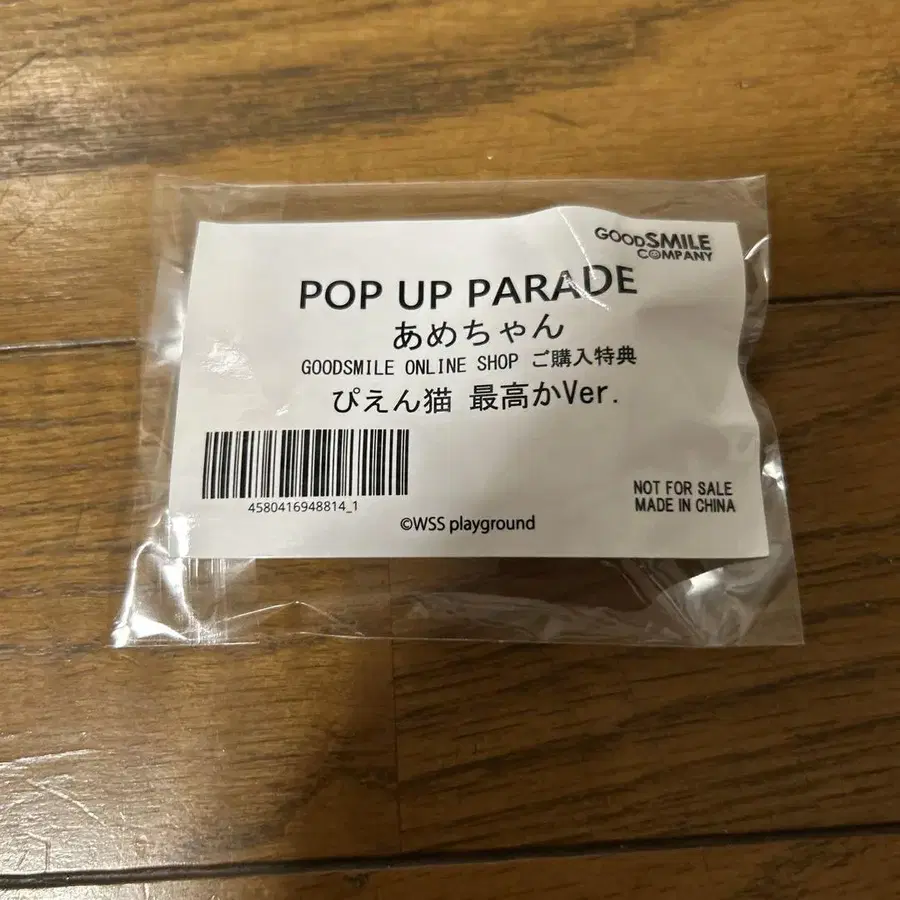 GOODSMILE
COMPANY
POP UP PARADE
あめちゃん
GOODSMILE ONLINE SHOP ご購入特典
ぴえん猫 最高かVer.
4580416948814_1
NOT FOR SALE
MADE IN CHINA
©WSS playground